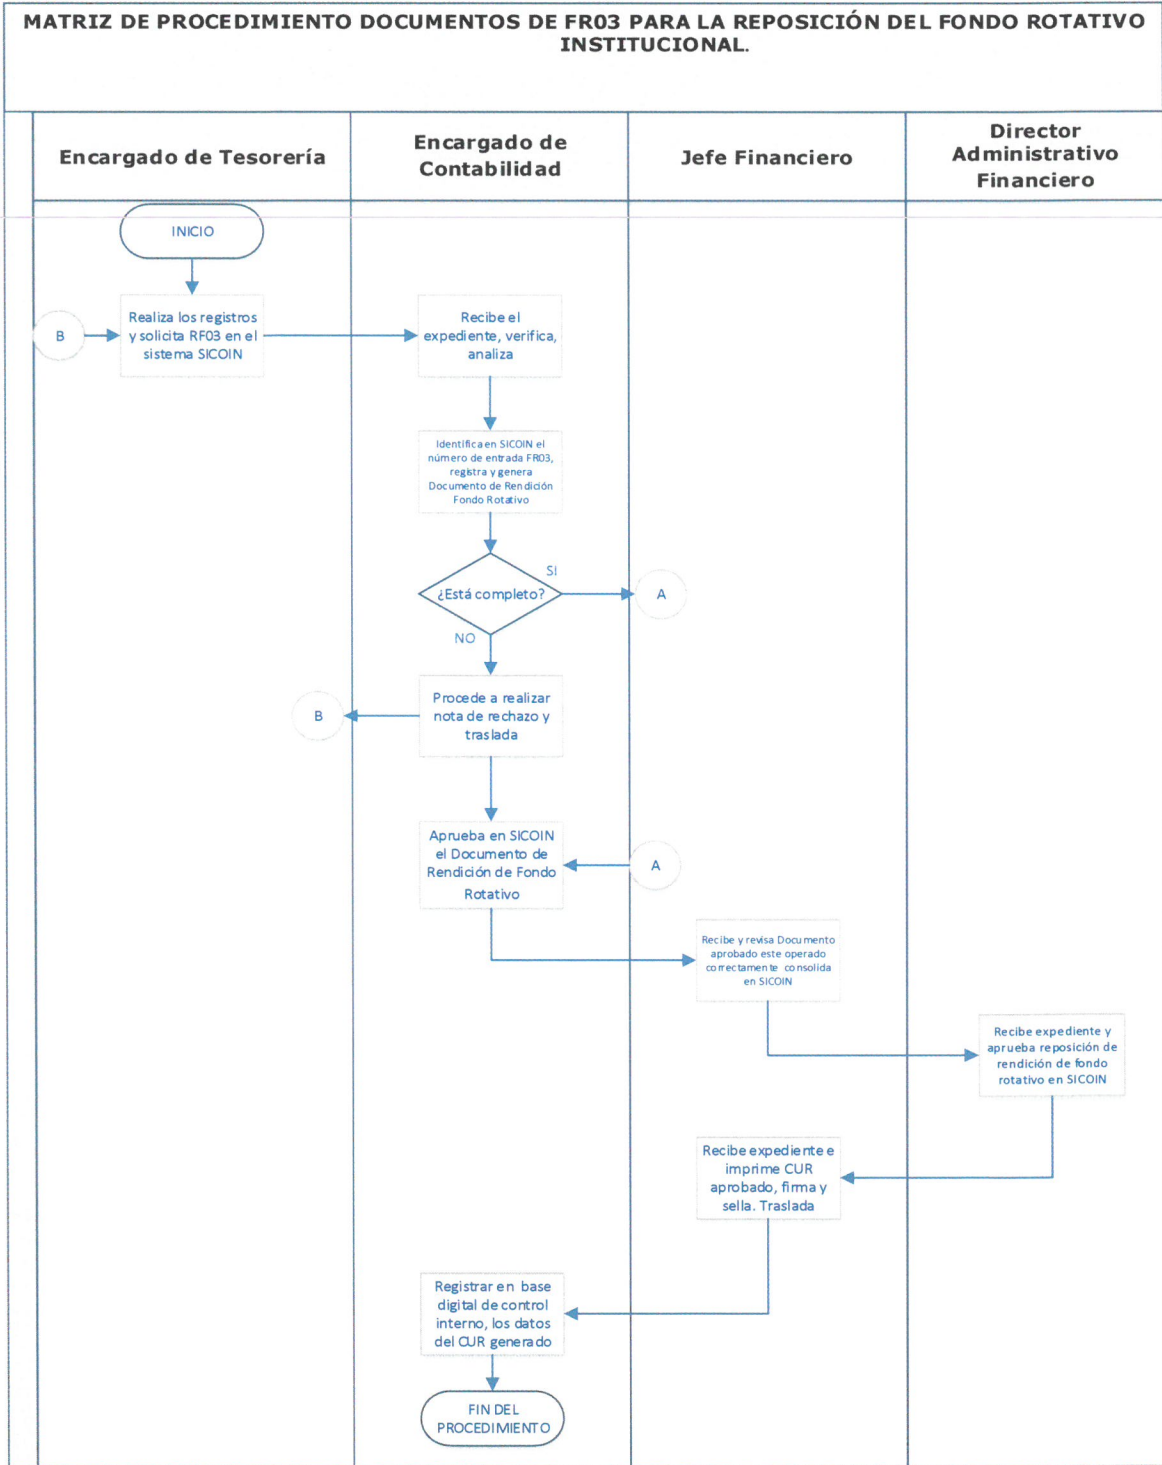 MATRIZ DE PROCEDIMIENTO DOCUMENTOS DE FR03 PARA LA REPOSICIÓN DEL FONDO ROTATIVO
INSTITUCIONAL.
Encargado de Tesorería
Encargado de
Contabilidad
Jefe Financiero
Director
Administrativo
Financiero
INICIO
B
Realiza los registros
y solicita RF03 en el
sistema SICOIN
Recibe el
expediente, verifica,
analiza
Identifica en SICOIN el
número de entrada FR03,
registra y genera
Documento de Rendición
Fondo Rotativo
¿Está completo?
SI
A
NO
Procede a realizar
nota de rechazo y
traslada
B
Aprueba en SICOIN
el Documento de
Rendición de Fondo
Rotativo
A
Recibe y revisa Documento
aprobado este operado
correctamente consolida
en SICOIN
Recibe expediente y
aprueba reposición de
rendición de fondo
rotativo en SICOIN
Recibe expediente e
imprime CUR
aprobado, firma y
sella. Traslada
Registrar en base
digital de control
interno, los datos
del CUR generado
FIN DEL
PROCEDIMIENTO